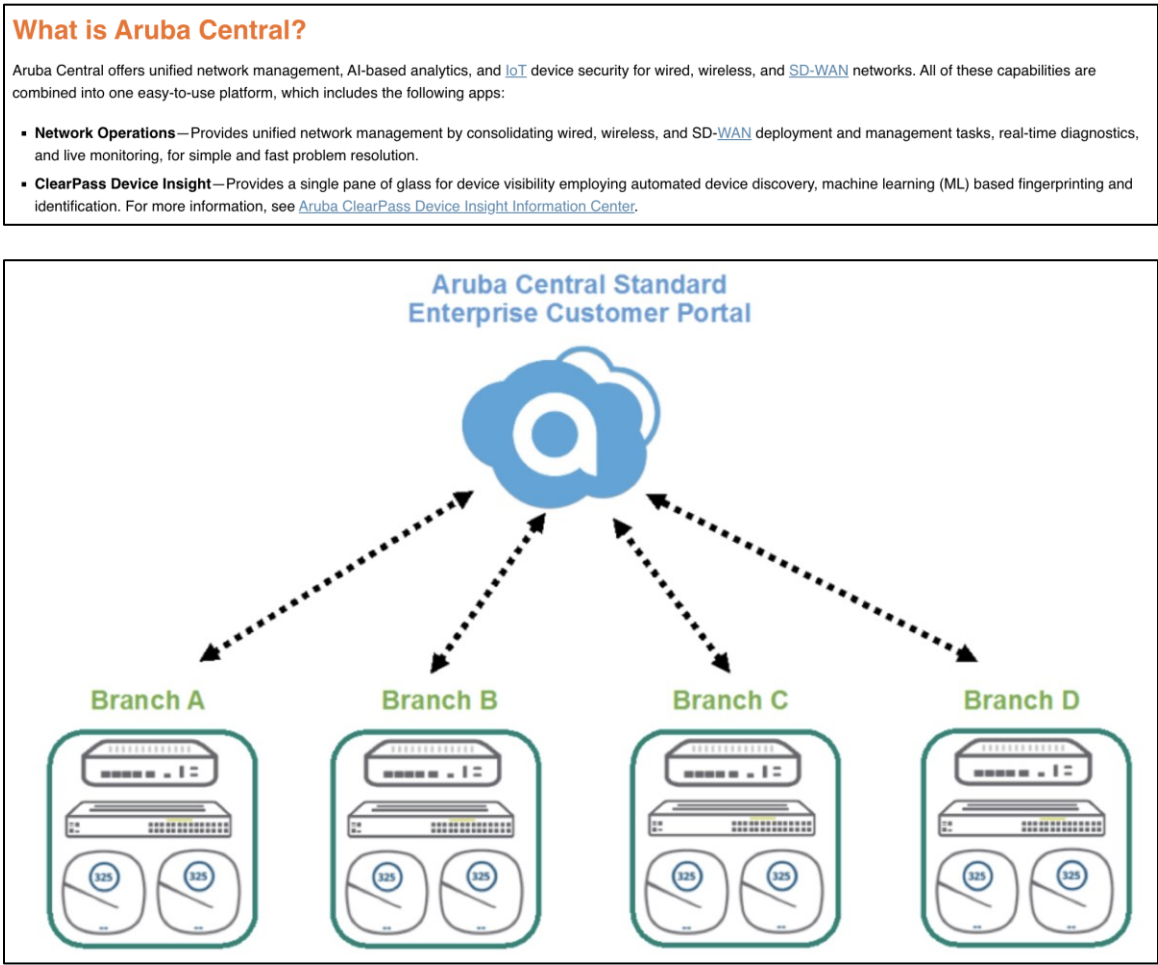 What is Aruba Central?
Aruba Central offers unified network management, AI-based analytics, and IoT device security for wired, wireless, and SD-WAN networks. All of these capabilities are
combined into one easy-to-use platform, which includes the following apps:
▪ Network Operations—Provides unified network management by consolidating wired, wireless, and SD-WAN deployment and management tasks, real-time diagnostics,
and live monitoring, for simple and fast problem resolution.
▪ ClearPass Device Insight—Provides a single pane of glass for device visibility employing automated device discovery, machine learning (ML) based fingerprinting and
identification. For more information, see Aruba ClearPass Device Insight Information Center.
Aruba Central Standard
Enterprise Customer Portal
Branch A Branch B Branch C Branch D
325 325 325 325 325 325 325 325